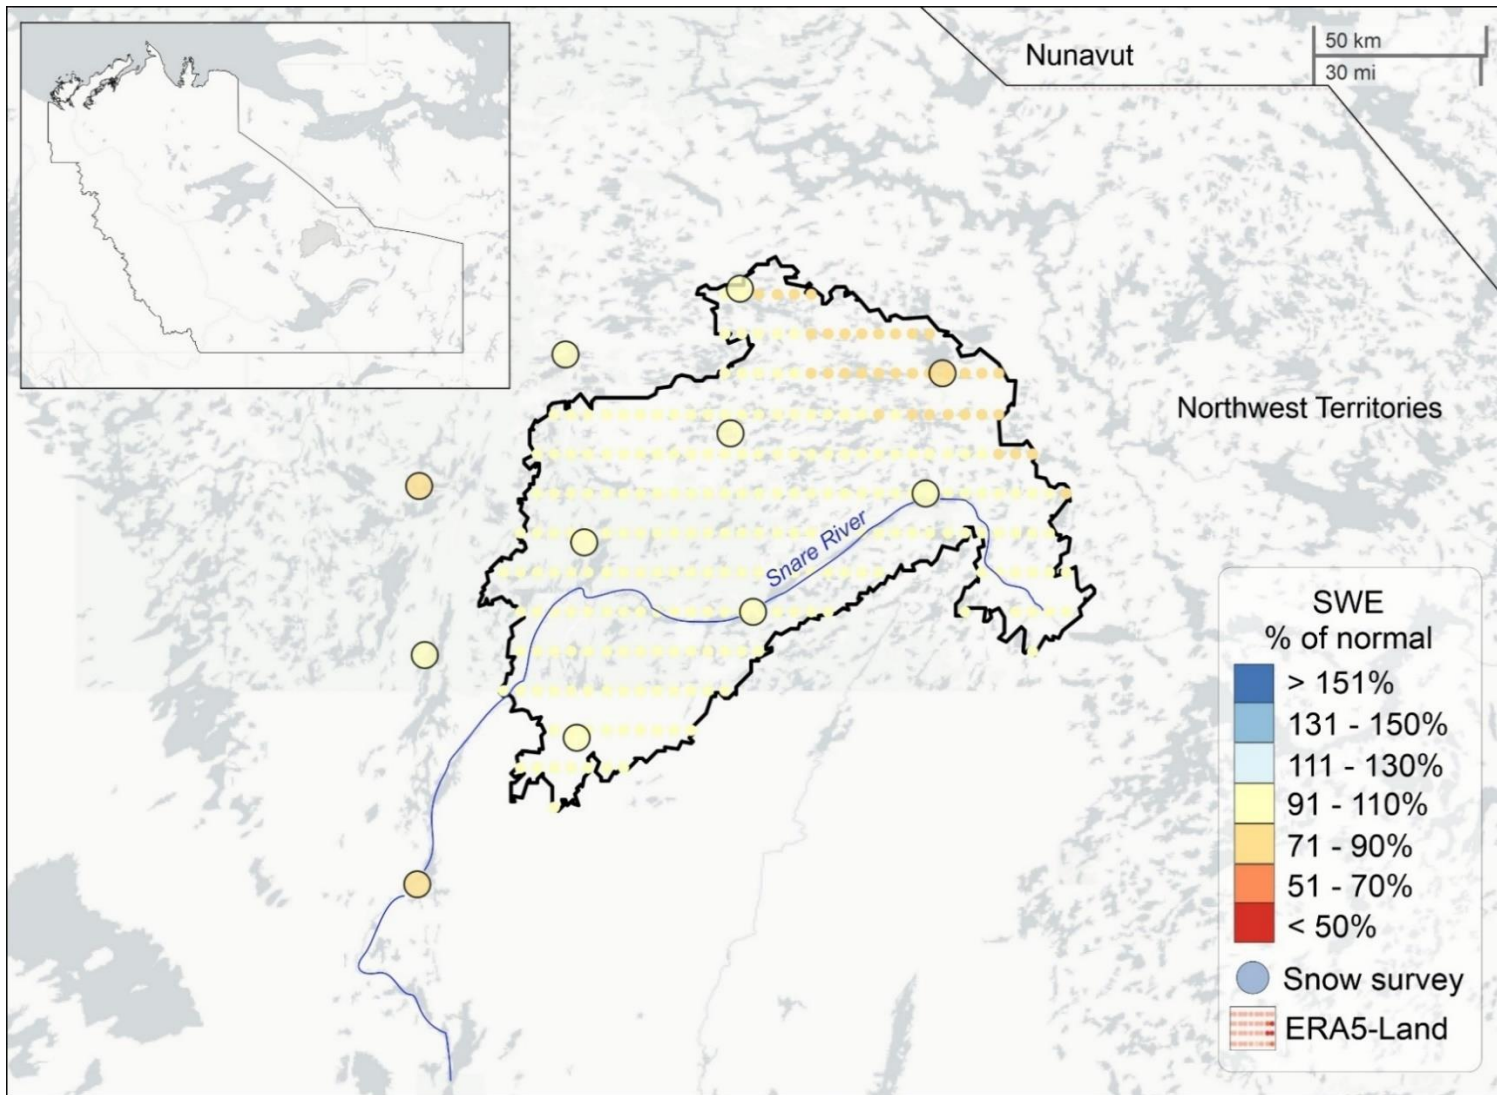 Nunavut
50 km
30 mi
Northwest Territories
Snare River
SWE
% of normal
> 151%
131 - 150%
111 - 130%
91 - 110%
71 - 90%
51 - 70%
< 50%
Snow survey
ERA5-Land